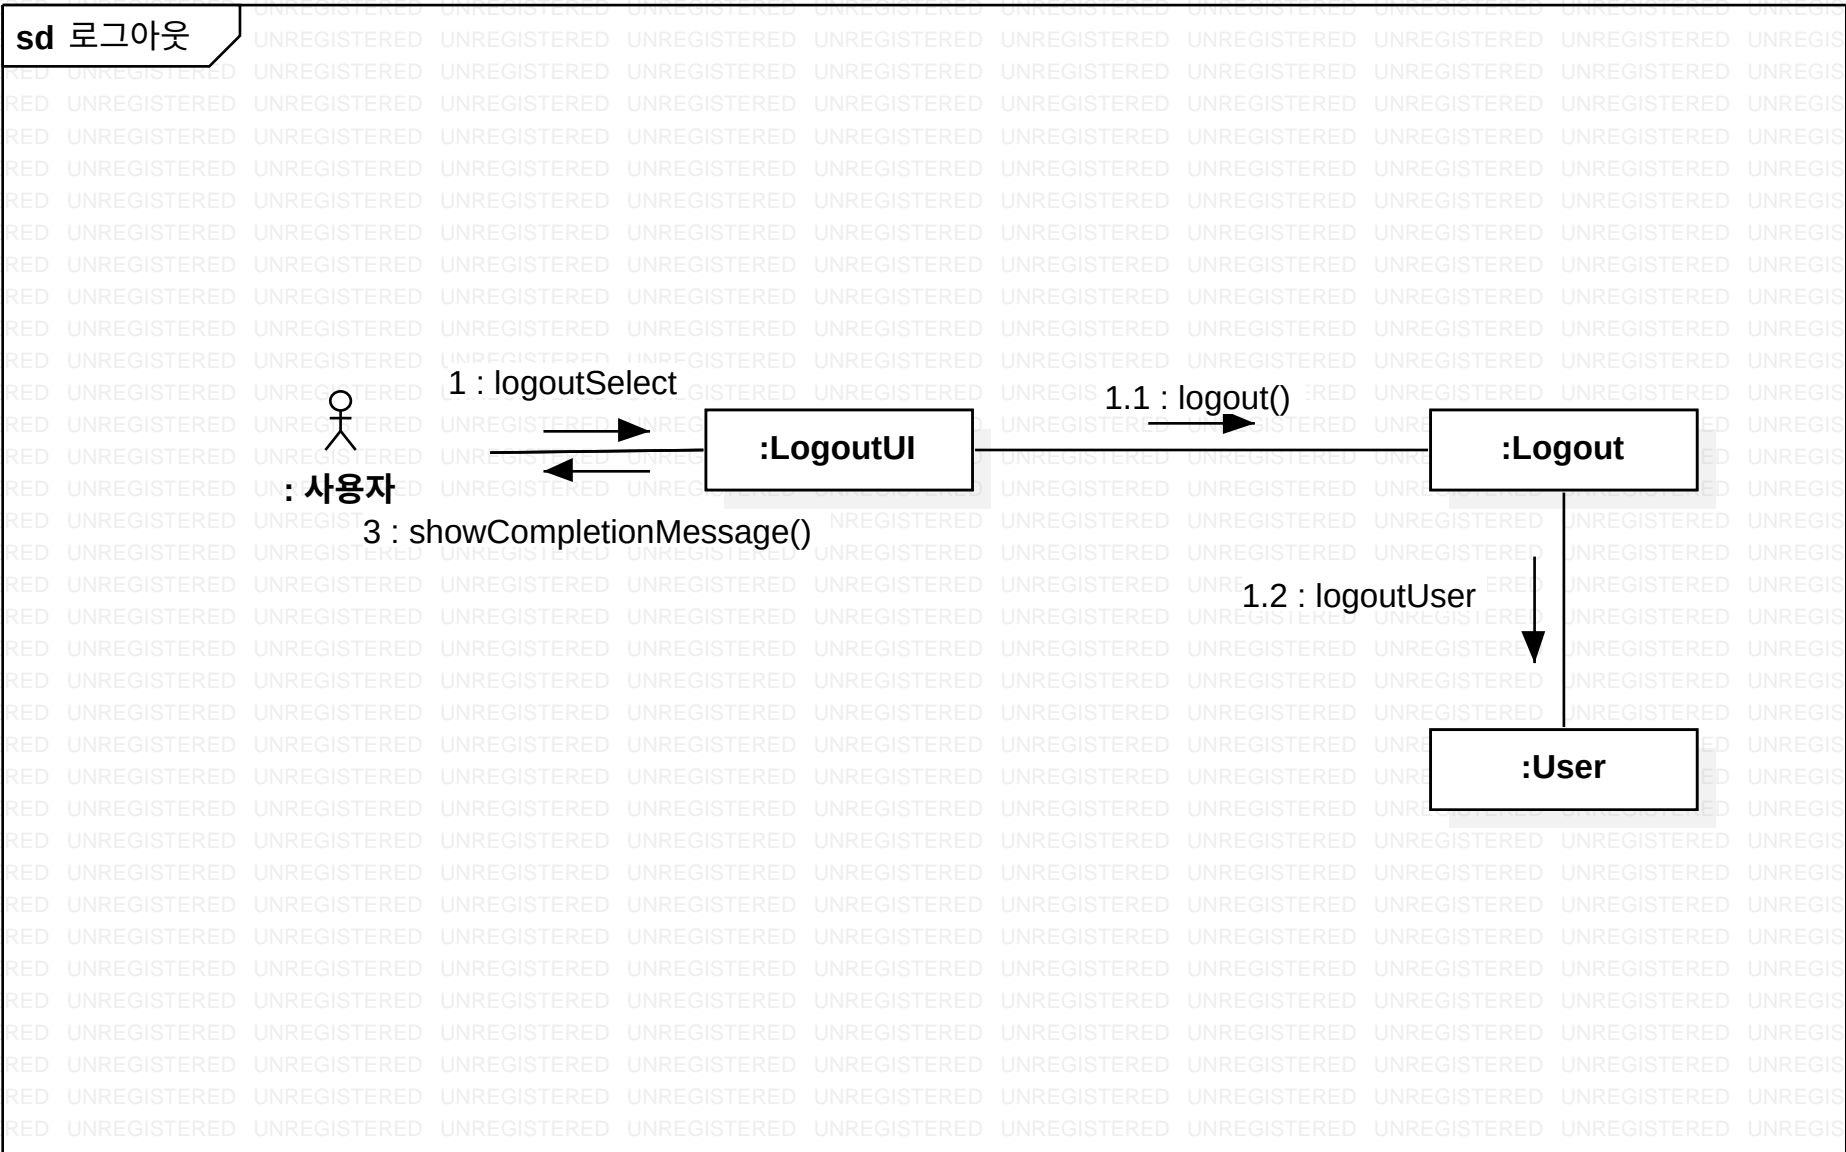 sd 로그아웃
1 : logoutSelect
1.1 : logout()
:LogoutUI
:Logout
: 사용자
3 : showCompletionMessage()
1.2 : logoutUser
:User
UNREGISTERED